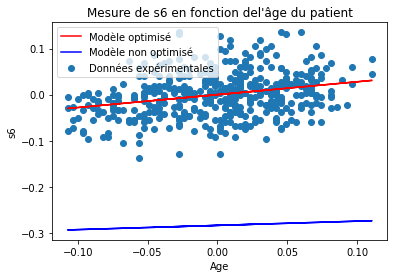 Mesure de s6 en fonction del'âge du patient
Modèle optimisé
Modèle non optimisé
Données expérimentales
0.1
0.0
−0.1
−0.2
−0.3
s6
−0.10
−0.05
0.00
0.05
0.10
Age